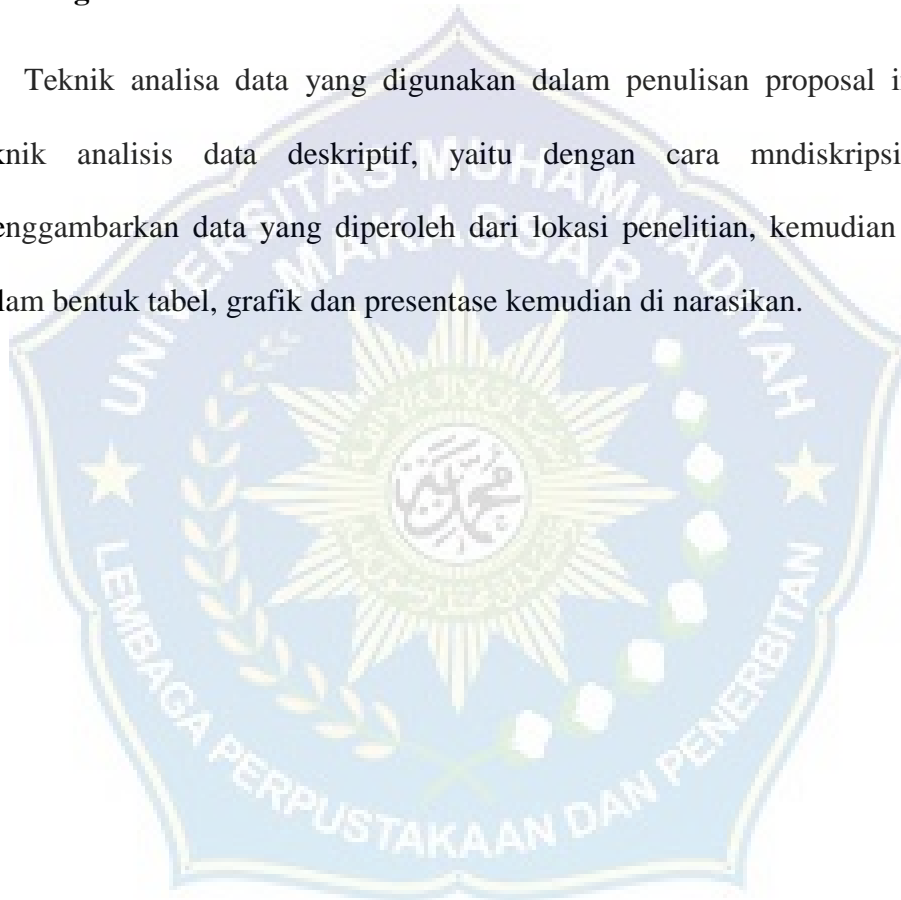 Teknik analisa data yang digunakan dalam penulisan proposal
knik analisis data deskriptif, yaitu dengan cara mndiskripsi
enggambarkan data yang diperoleh dari lokasi penelitian, kemudian
lam bentuk tabel, grafik dan presentase kemudian di narasikan.
UNIVERSITAS MUHAMMADIYAH
MAKASSAR
محمدية
LEMBAGA PERPUSTAKAAN DAN PENERBITAN